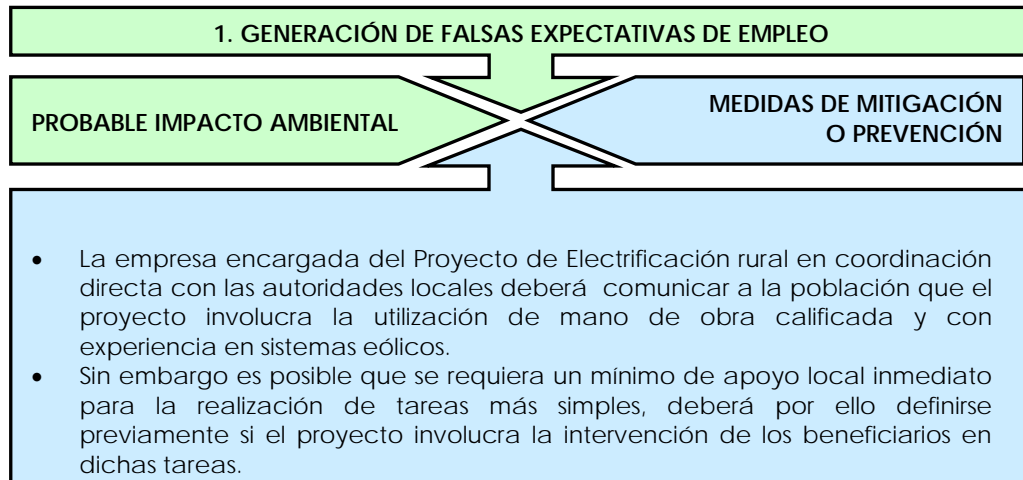 1. GENERACIÓN DE FALSAS EXPECTATIVAS DE EMPLEO
PROBABLE IMPACTO AMBIENTAL
MEDIDAS DE MITIGACIÓN
O PREVENCIÓN
• La empresa encargada del Proyecto de Electrificación rural en coordinación
directa con las autoridades locales deberá comunicar a la población que el
proyecto involucra la utilización de mano de obra calificada y con
experiencia en sistemas eólicos.
• Sin embargo es posible que se requiera un mínimo de apoyo local inmediato
para la realización de tareas más simples, deberá por ello definirse
previamente si el proyecto involucra la intervención de los beneficiarios en
dichas tareas.